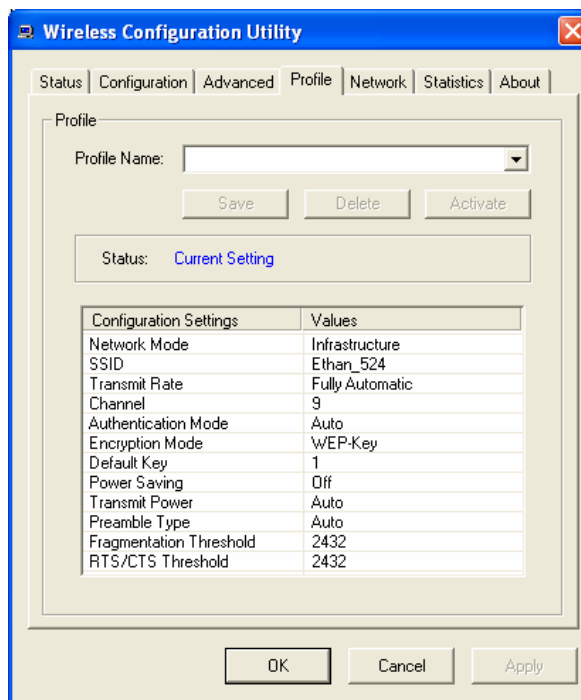 Wireless Configuration Utility
Status Configuration Advanced Profile Network Statistics About
Profile
Profile Name:
Save Delete Activate
Status: Current Setting
Configuration Settings Values
Network Mode Infrastructure
SSID Ethan_524
Transmit Rate Fully Automatic
Channel 9
Authentication Mode Auto
Encryption Mode WEP-Key
Default Key 1
Power Saving Off
Transmit Power Auto
Preamble Type Auto
Fragmentation Threshold 2432
RTS/CTS Threshold 2432
OK Cancel Apply